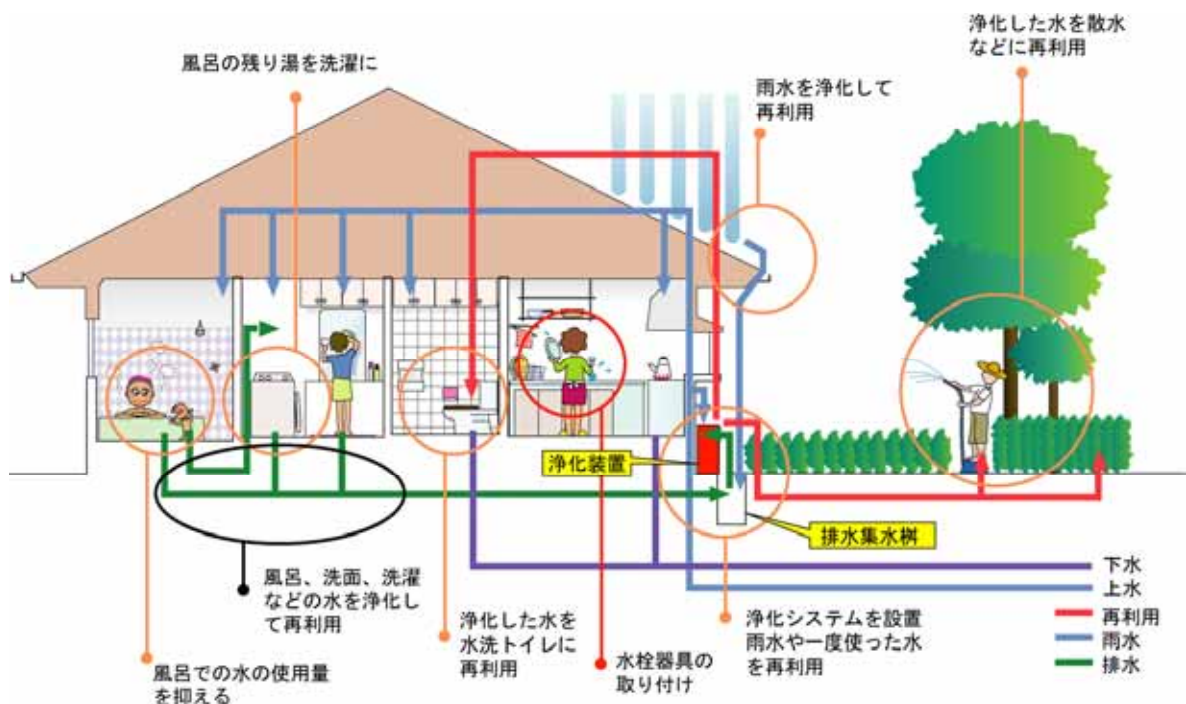 風呂の残り湯を洗濯に
浄化した水を散水
などに再利用
雨水を浄化して
再利用
浄化装置
排水集水桝
風呂、洗面、洗濯
などの水を浄化し
て再利用
風呂での水の使用量
を抑える
浄化した水を
水洗トイレに
再利用
水栓器具の
取り付け
浄化システムを設置
雨水や一度使った水
を再利用
下水
上水
再利用
雨水
排水